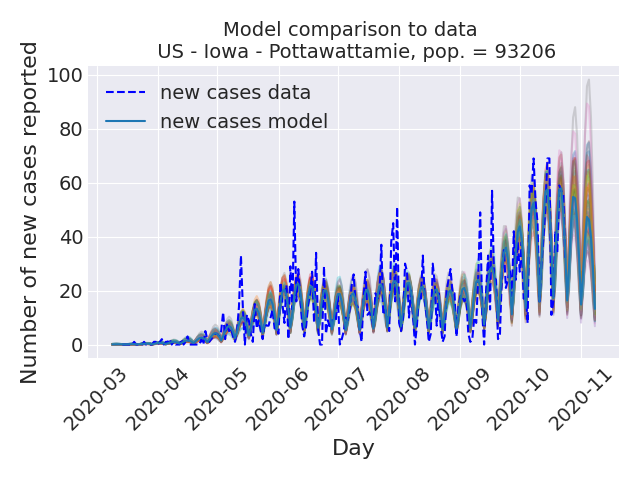 Model comparison to data
US - Iowa - Pottawattamie, pop. = 93206
Number of new cases reported
100
80
60
40
20
0
new cases data
new cases model
2020-03
2020-04
2020-05
2020-06
2020-07
2020-08
2020-09
2020-10
2020-11
Day